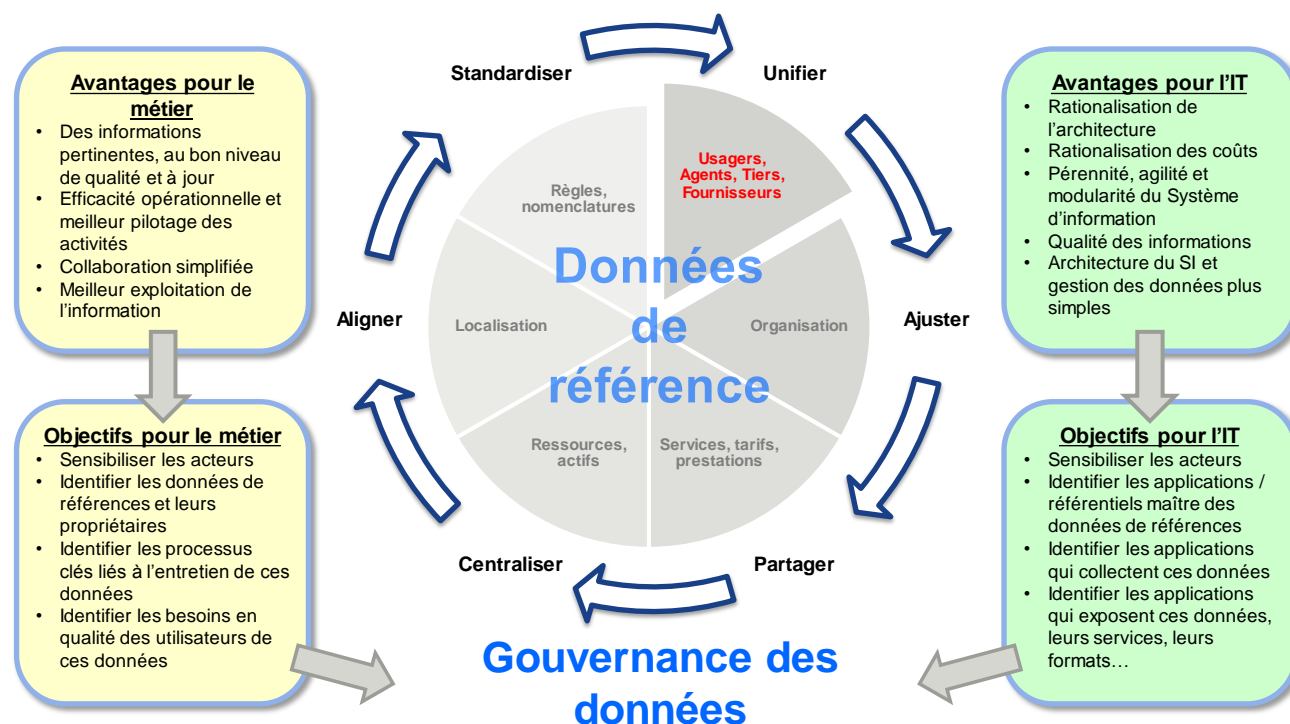 Avantages pour le
métier
• Des informations
pertinentes, au bon niveau
de qualité et à jour
• Efficacité opérationnelle et
meilleur pilotage des
activités
• Collaboration simplifiée
• Meilleur exploitation de
l’information
Objectifs pour le métier
• Sensibiliser les acteurs
• Identifier les données de
références et leurs
propriétaires
• Identifier les processus
clés liés à l’entretien de ces
données
• Identifier les besoins en
qualité des utilisateurs de
ces données
Standardiser
Unifier
Ajuster
Partager
Centraliser
Aligner
Règles,
nomenclatures
Usagers,
Agents, Tiers,
Fournisseurs
Localisation
Organisation
Ressources,
actifs
Services, tarifs,
prestations
Données
de
référence
Gouvernance des
données
Avantages pour l’IT
• Rationalisation de
l’architecture
• Rationalisation des coûts
• Pérennité, agilité et
modularité du Système
d’information
• Qualité des informations
• Architecture du SI et
gestion des données plus
simples
Objectifs pour l’IT
• Sensibiliser les acteurs
• Identifier les applications /
référentiels maître des
données de références
• Identifier les applications
qui collectent ces données
• Identifier les applications
qui exposent ces données,
leurs services, leurs
formats…